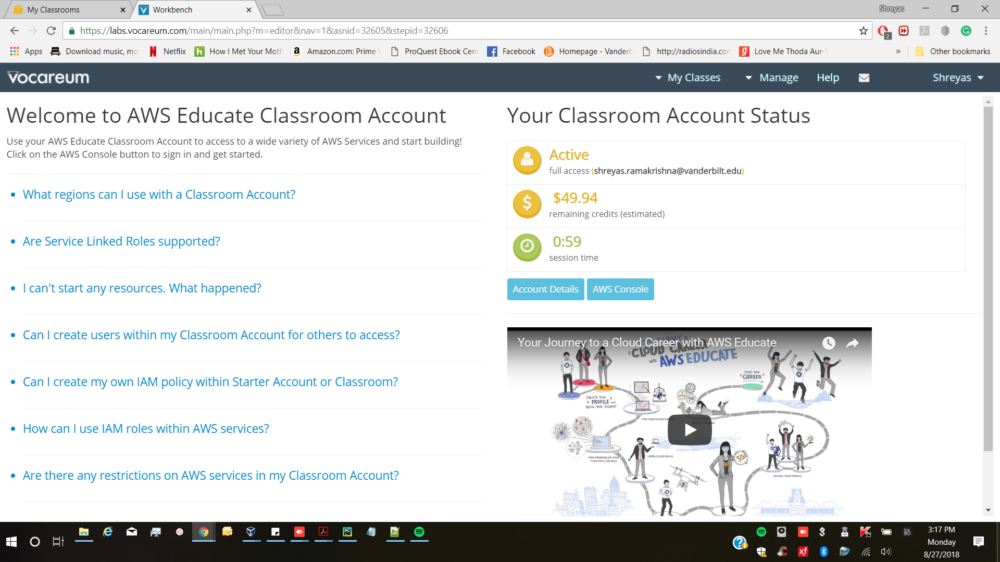 My Classrooms
Workbench
Shreyas
https://labs.vocareum.com/main/main.php?m=editor&nav=1&asnid=32605&stepid=32606
2
Apps
Download music, mo
Netflix
How I Met Your Moth
Amazon.com: Prime
ProQuest Ebook Cent
Facebook
Homepage - Vanderb
http://radiosindia.con
Love Me Thoda Aur-
»
Other bookmarks
vocareum
My Classes
Manage
Help
Shreyas
Welcome to AWS Educate Classroom Account
Use your AWS Educate Classroom Account to access to a wide variety of AWS Services and start building!
Click on the AWS Console button to sign in and get started.
What regions can I use with a Classroom Account?
Are Service Linked Roles supported?
I can't start any resources. What happened?
Can I create users within my Classroom Account for others to access?
Can I create my own IAM policy within Starter Account or Classroom?
How can I use IAM roles within AWS services?
Are there any restrictions on AWS services in my Classroom Account?
Your Classroom Account Status
Active
full access (shreyas.ramakrishna@vanderbilt.edu)
$49.94
remaining credits (estimated)
0:59
session time
Account Details
AWS Console
Your Journey to a Cloud Career with AWS Educate
A CLOUD CAREER
WITH AWS EDUCATE
START YOUR
CAREER
CREATE YOUR
PROFILE and
BEGIN YOUR JOURNEY
FIND YOUR CLOUD CAREER
THEN PERSONALIZE YOUR
PLAN FOR A JOB ROLE
LEARN CLOUD SKILLS
UPLEVEL YOUR PROFILE
3:17 PM
Monday
8/27/2018